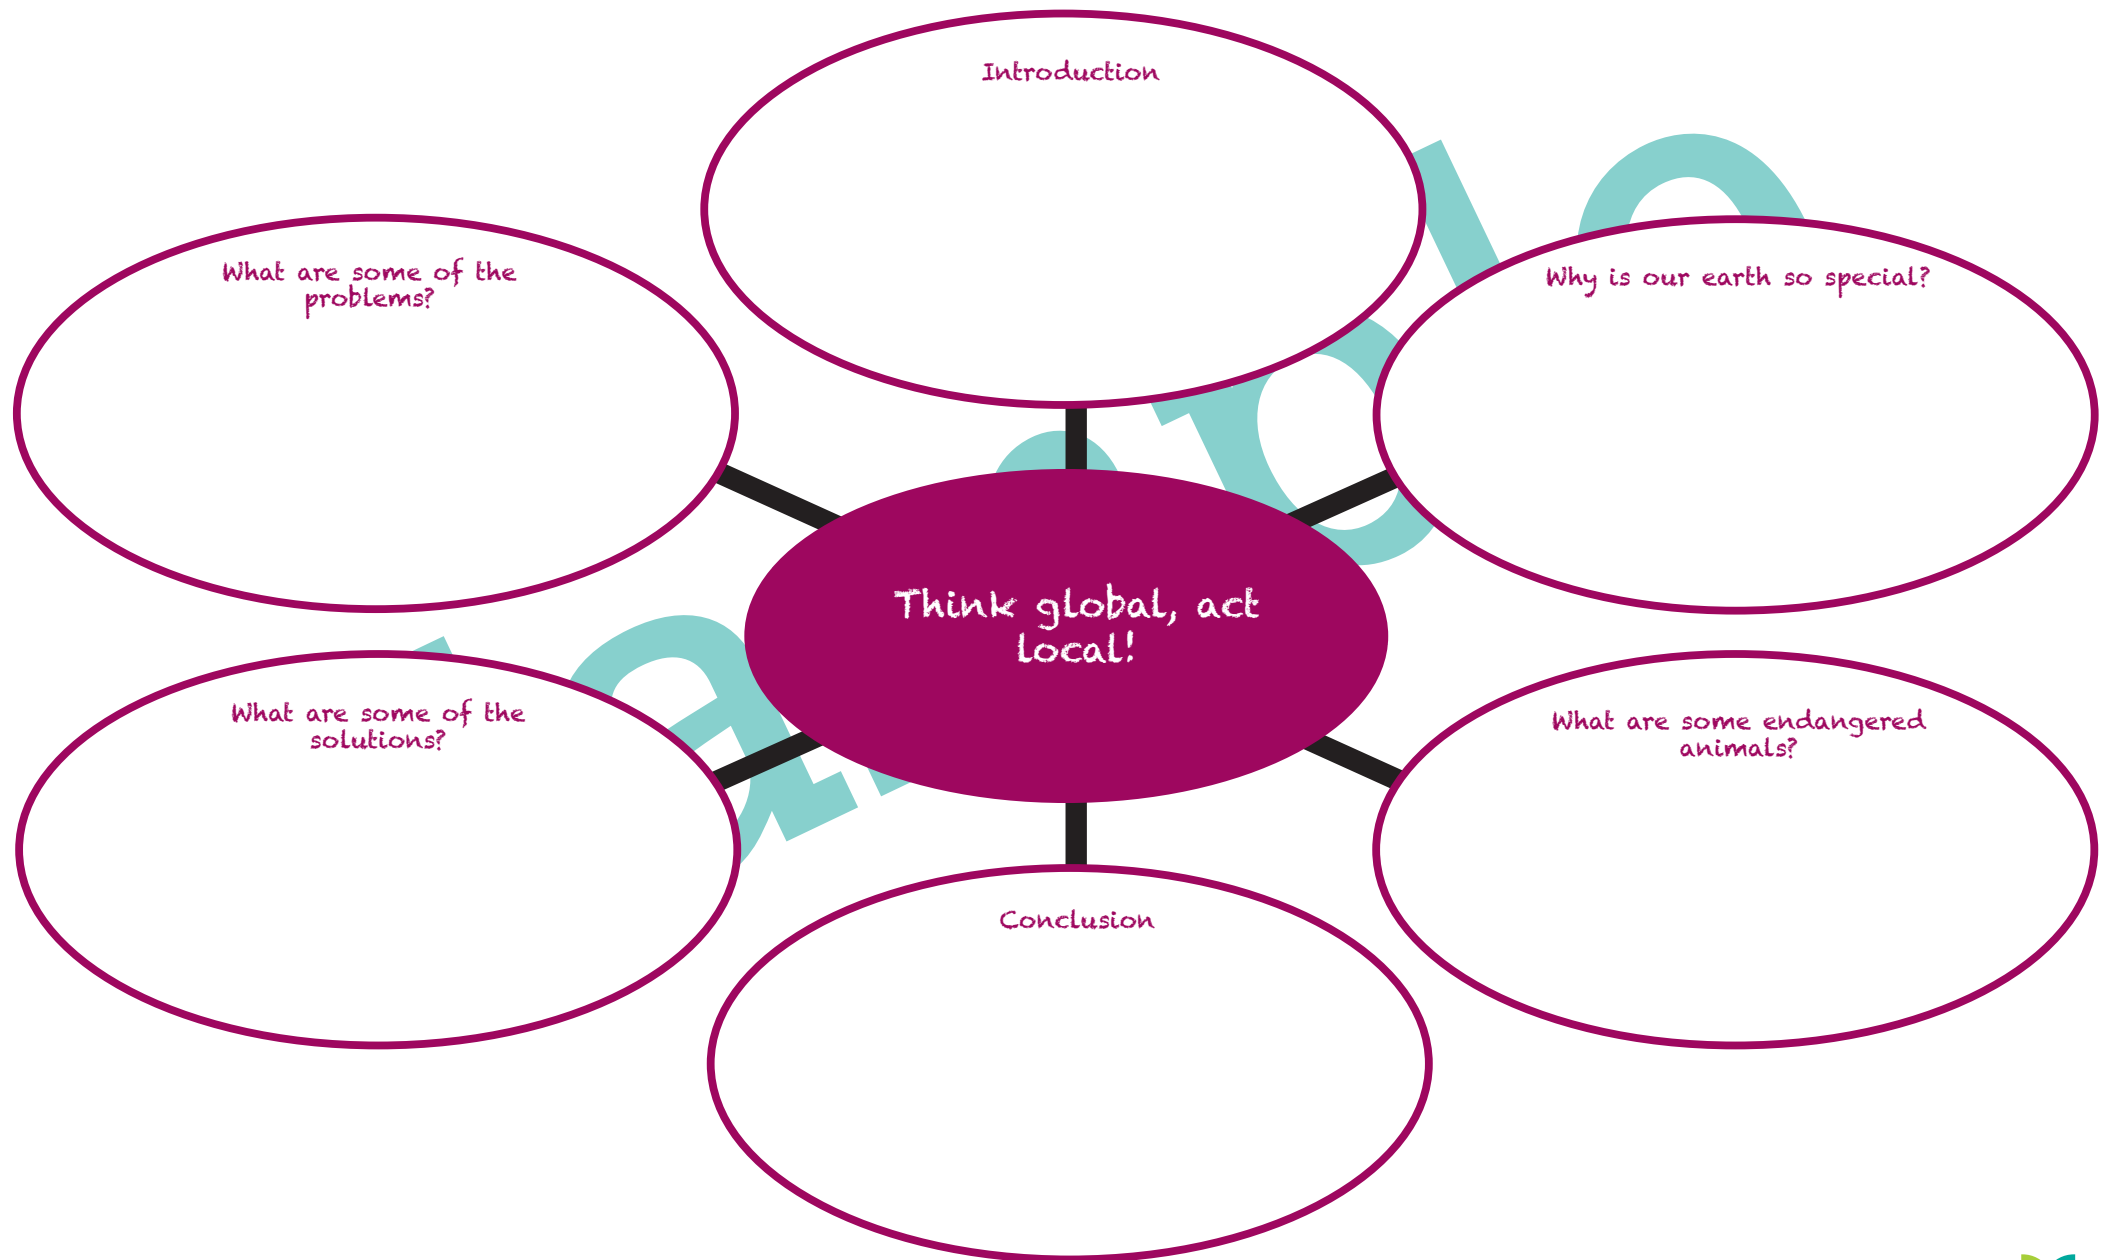 Introduction
Why is our earth so special?
What are some endangered
animals?
Conclusion
What are some of the
solutions?
What are some of the
problems?
Think global, act
local!